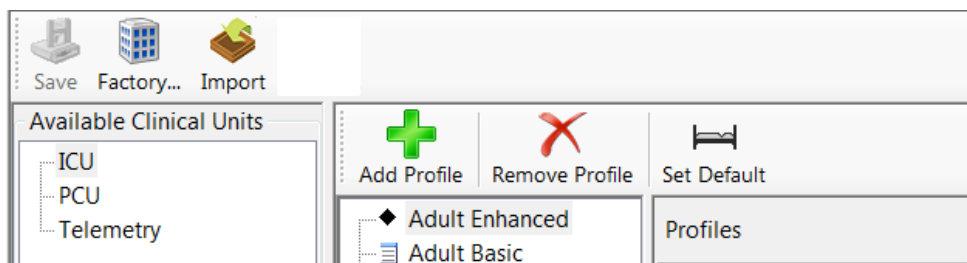 Save Factory... Import
Available Clinical Units
ICU
PCU
Telemetry
Add Profile Remove Profile Set Default
Adult Enhanced
Adult Basic
Profiles